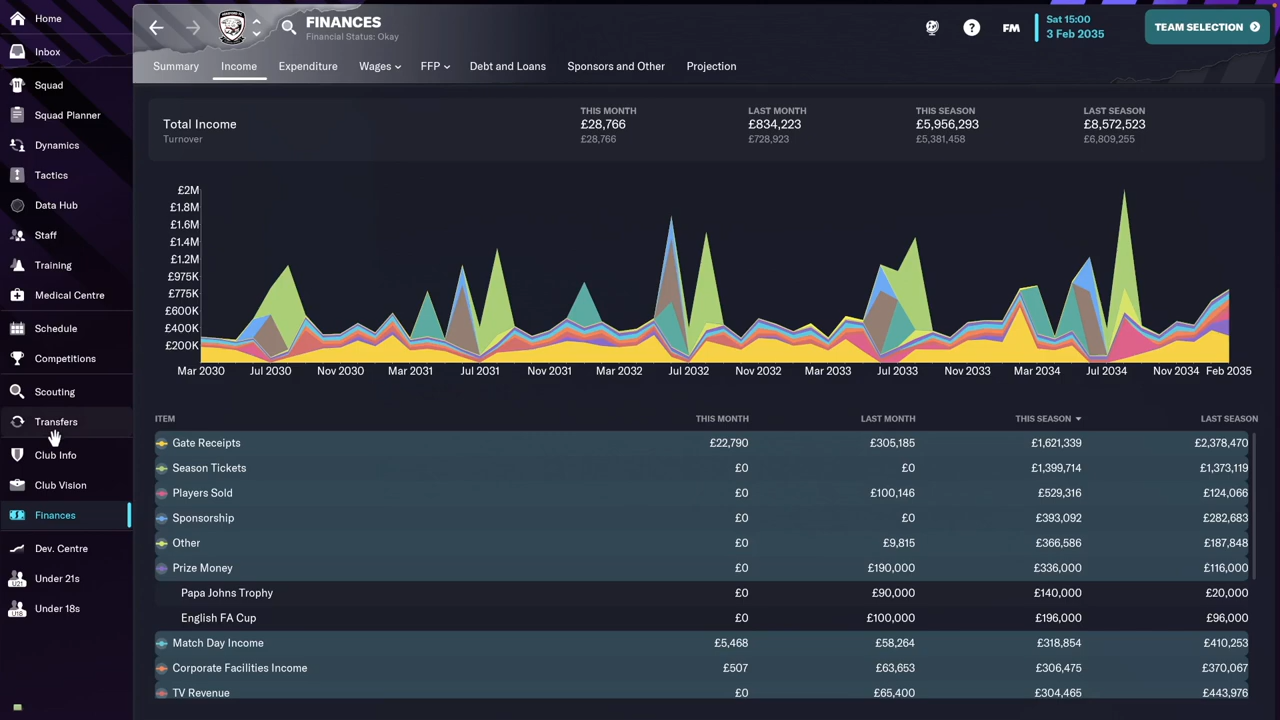 Home
Inbox
Squad
Squad Planner
Dynamics
Tactics
Data Hub
Staff
Training
Medical Centre
Schedule
Competitions
Scouting
Transfers
Club Info
Club Vision
Finances
Dev. Centre
Under 21s
Under 18s
FINANCES
Financial Status: Okay
FM
Sat 15:00
3 Feb 2035
TEAM SELECTION
Summary Income Expenditure Wages FFP Debt and Loans Sponsors and Other Projection
THIS MONTH LAST MONTH THIS SEASON LAST SEASON
Total Income £28,766 £834,223 £5,956,293 £8,572,523
Turnover £28,766 £728,923 £5,381,458 £6,809,255
£2M
£1.8M
£1.6M
£1.4M
£1.2M
£975K
£775K
£600K
£400K
£200K
Mar 2030 Jul 2030 Nov 2030 Mar 2031 Jul 2031 Nov 2031 Mar 2032 Jul 2032 Nov 2032 Mar 2033 Jul 2033 Nov 2033 Mar 2034 Jul 2034 Nov 2034 Feb 2035
ITEM THIS MONTH LAST MONTH THIS SEASON LAST SEASON
Gate Receipts £22,790 £305,185 £1,621,339 £2,378,470
Season Tickets £0 £0 £1,399,714 £1,373,119
Players Sold £0 £100,146 £529,316 £124,066
Sponsorship £0 £0 £393,092 £282,683
Other £0 £9,815 £366,586 £187,848
Prize Money £0 £190,000 £336,000 £116,000
Papa Johns Trophy £0 £90,000 £140,000 £20,000
English FA Cup £0 £100,000 £196,000 £96,000
Match Day Income £5,468 £58,264 £318,854 £410,253
Corporate Facilities Income £507 £63,653 £306,475 £370,067
TV Revenue £0 £65,400 £304,465 £443,976